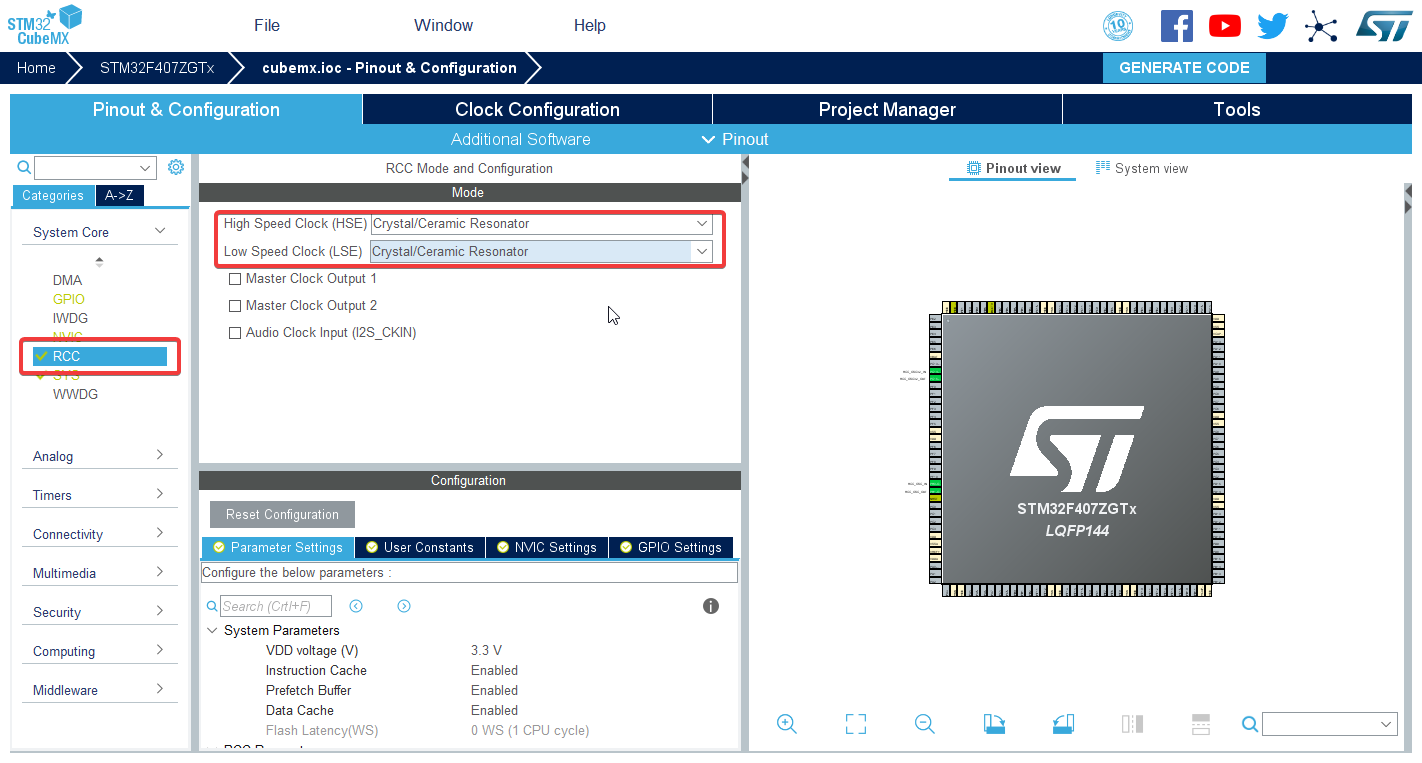 STM32
CubeMX
File Window Help
10
Home STM32F407ZGTx cubemx.ioc - Pinout & Configuration GENERATE CODE
Pinout & Configuration Clock Configuration Project Manager Tools
Additional Software Pinout
Categories A->Z
System Core
DMA
GPIO
IWDG
NVIC
RCC
SYS
WWDG
Analog
Timers
Connectivity
Multimedia
Security
Computing
Middleware
RCC Mode and Configuration
Mode
High Speed Clock (HSE) Crystal/Ceramic Resonator
Low Speed Clock (LSE) Crystal/Ceramic Resonator
Master Clock Output 1
Master Clock Output 2
Audio Clock Input (I2S_CKIN)
Configuration
Reset Configuration
Parameter Settings User Constants NVIC Settings GPIO Settings
Configure the below parameters :
Search (Crtl+F)
System Parameters
VDD voltage (V) 3.3 V
Instruction Cache Enabled
Prefetch Buffer Enabled
Data Cache Enabled
Flash Latency(WS) 0 WS (1 CPU cycle)
Pinout view System view
ST
STM32F407ZGTx
LQFP144